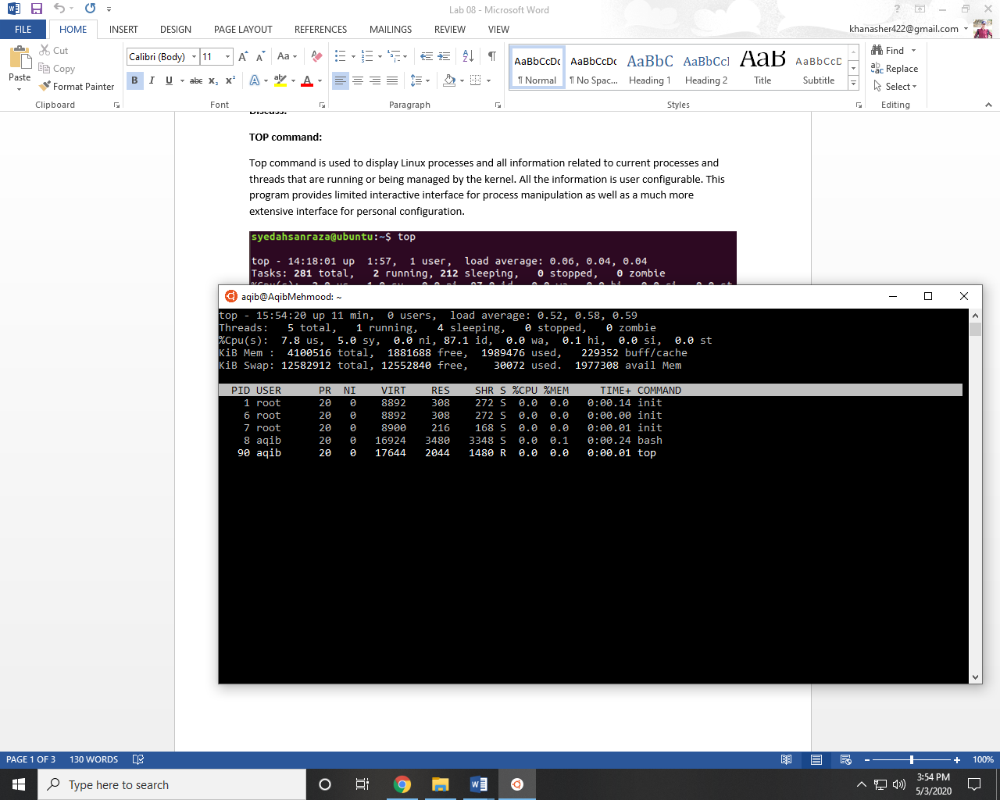 Lab 08 - Microsoft Word
FILE HOME INSERT DESIGN PAGE LAYOUT REFERENCES MAILINGS REVIEW VIEW khanasher422@gmail.com
Paste
Cut
Copy
Format Painter
Clipboard
Calibri (Body) 11
B I U abc X₂ X²
Font
Paragraph
AaBbCcDc AaBbCcDc AaBbC AaBbCcI AaB AaBbCcD
¶ Normal ¶ No Spac... Heading 1 Heading 2 Title Subtitle
Styles
Find
Replace
Select
Editing
Discuss.
TOP command:
Top command is used to display Linux processes and all information related to current processes and
threads that are running or being managed by the kernel. All the information is user configurable. This
program provides limited interactive interface for process manipulation as well as a much more
extensive interface for personal configuration.
syedahsanraza@ubuntu:~$ top
top - 14:18:01 up  1:57,  1 user,  load average: 0.06, 0.04, 0.04
Tasks: 281 total,   2 running, 212 sleeping,   0 stopped,   0 zombie
aqib@AqibMehmood: ~
top - 15:54:20 up 11 min,  0 users,  load average: 0.52, 0.58, 0.59
Threads:   5 total,   1 running,   4 sleeping,   0 stopped,   0 zombie
%Cpu(s):  7.8 us,  5.0 sy,  0.0 ni, 87.1 id,  0.0 wa,  0.1 hi,  0.0 si,  0.0 st
KiB Mem :  4100516 total,  1881688 free,  1989476 used,   229352 buff/cache
KiB Swap: 12582912 total, 12552840 free,    30072 used.  1977308 avail Mem
PID USER PR NI VIRT RES SHR S %CPU %MEM TIME+ COMMAND
1 root 20 0 8892 308 272 S 0.0 0.0 0:00.14 init
6 root 20 0 8892 308 272 S 0.0 0.0 0:00.00 init
7 root 20 0 8900 216 168 S 0.0 0.0 0:00.01 init
8 aqib 20 0 16924 3480 3348 S 0.0 0.1 0:00.24 bash
90 aqib 20 0 17644 2044 1480 R 0.0 0.0 0:00.01 top
PAGE 1 OF 3 130 WORDS 100%
Type here to search
3:54 PM
5/3/2020